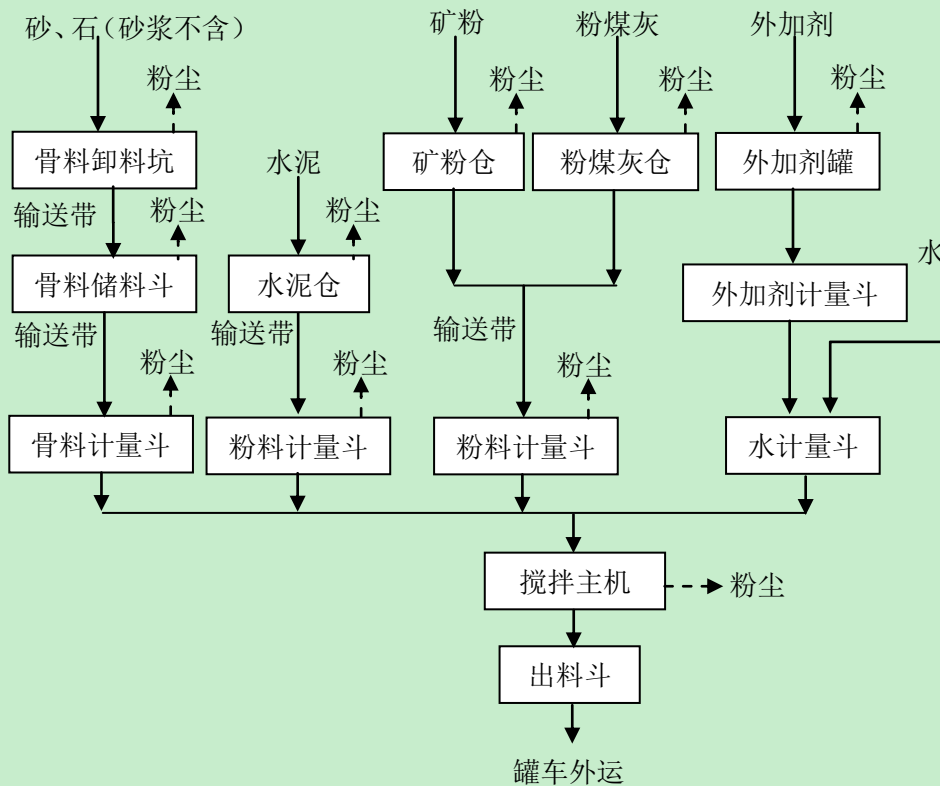 砂、石（砂浆不含）
矿粉
粉煤灰
外加剂
粉尘
粉尘
粉尘
粉尘
骨料卸料坑
水泥
矿粉仓
粉煤灰仓
外加剂罐
输送带
粉尘
粉尘
水
骨料储料斗
水泥仓
外加剂计量斗
输送带
输送带
输送带
粉尘
粉尘
粉尘
骨料计量斗
粉料计量斗
粉料计量斗
水计量斗
搅拌主机
粉尘
出料斗
罐车外运